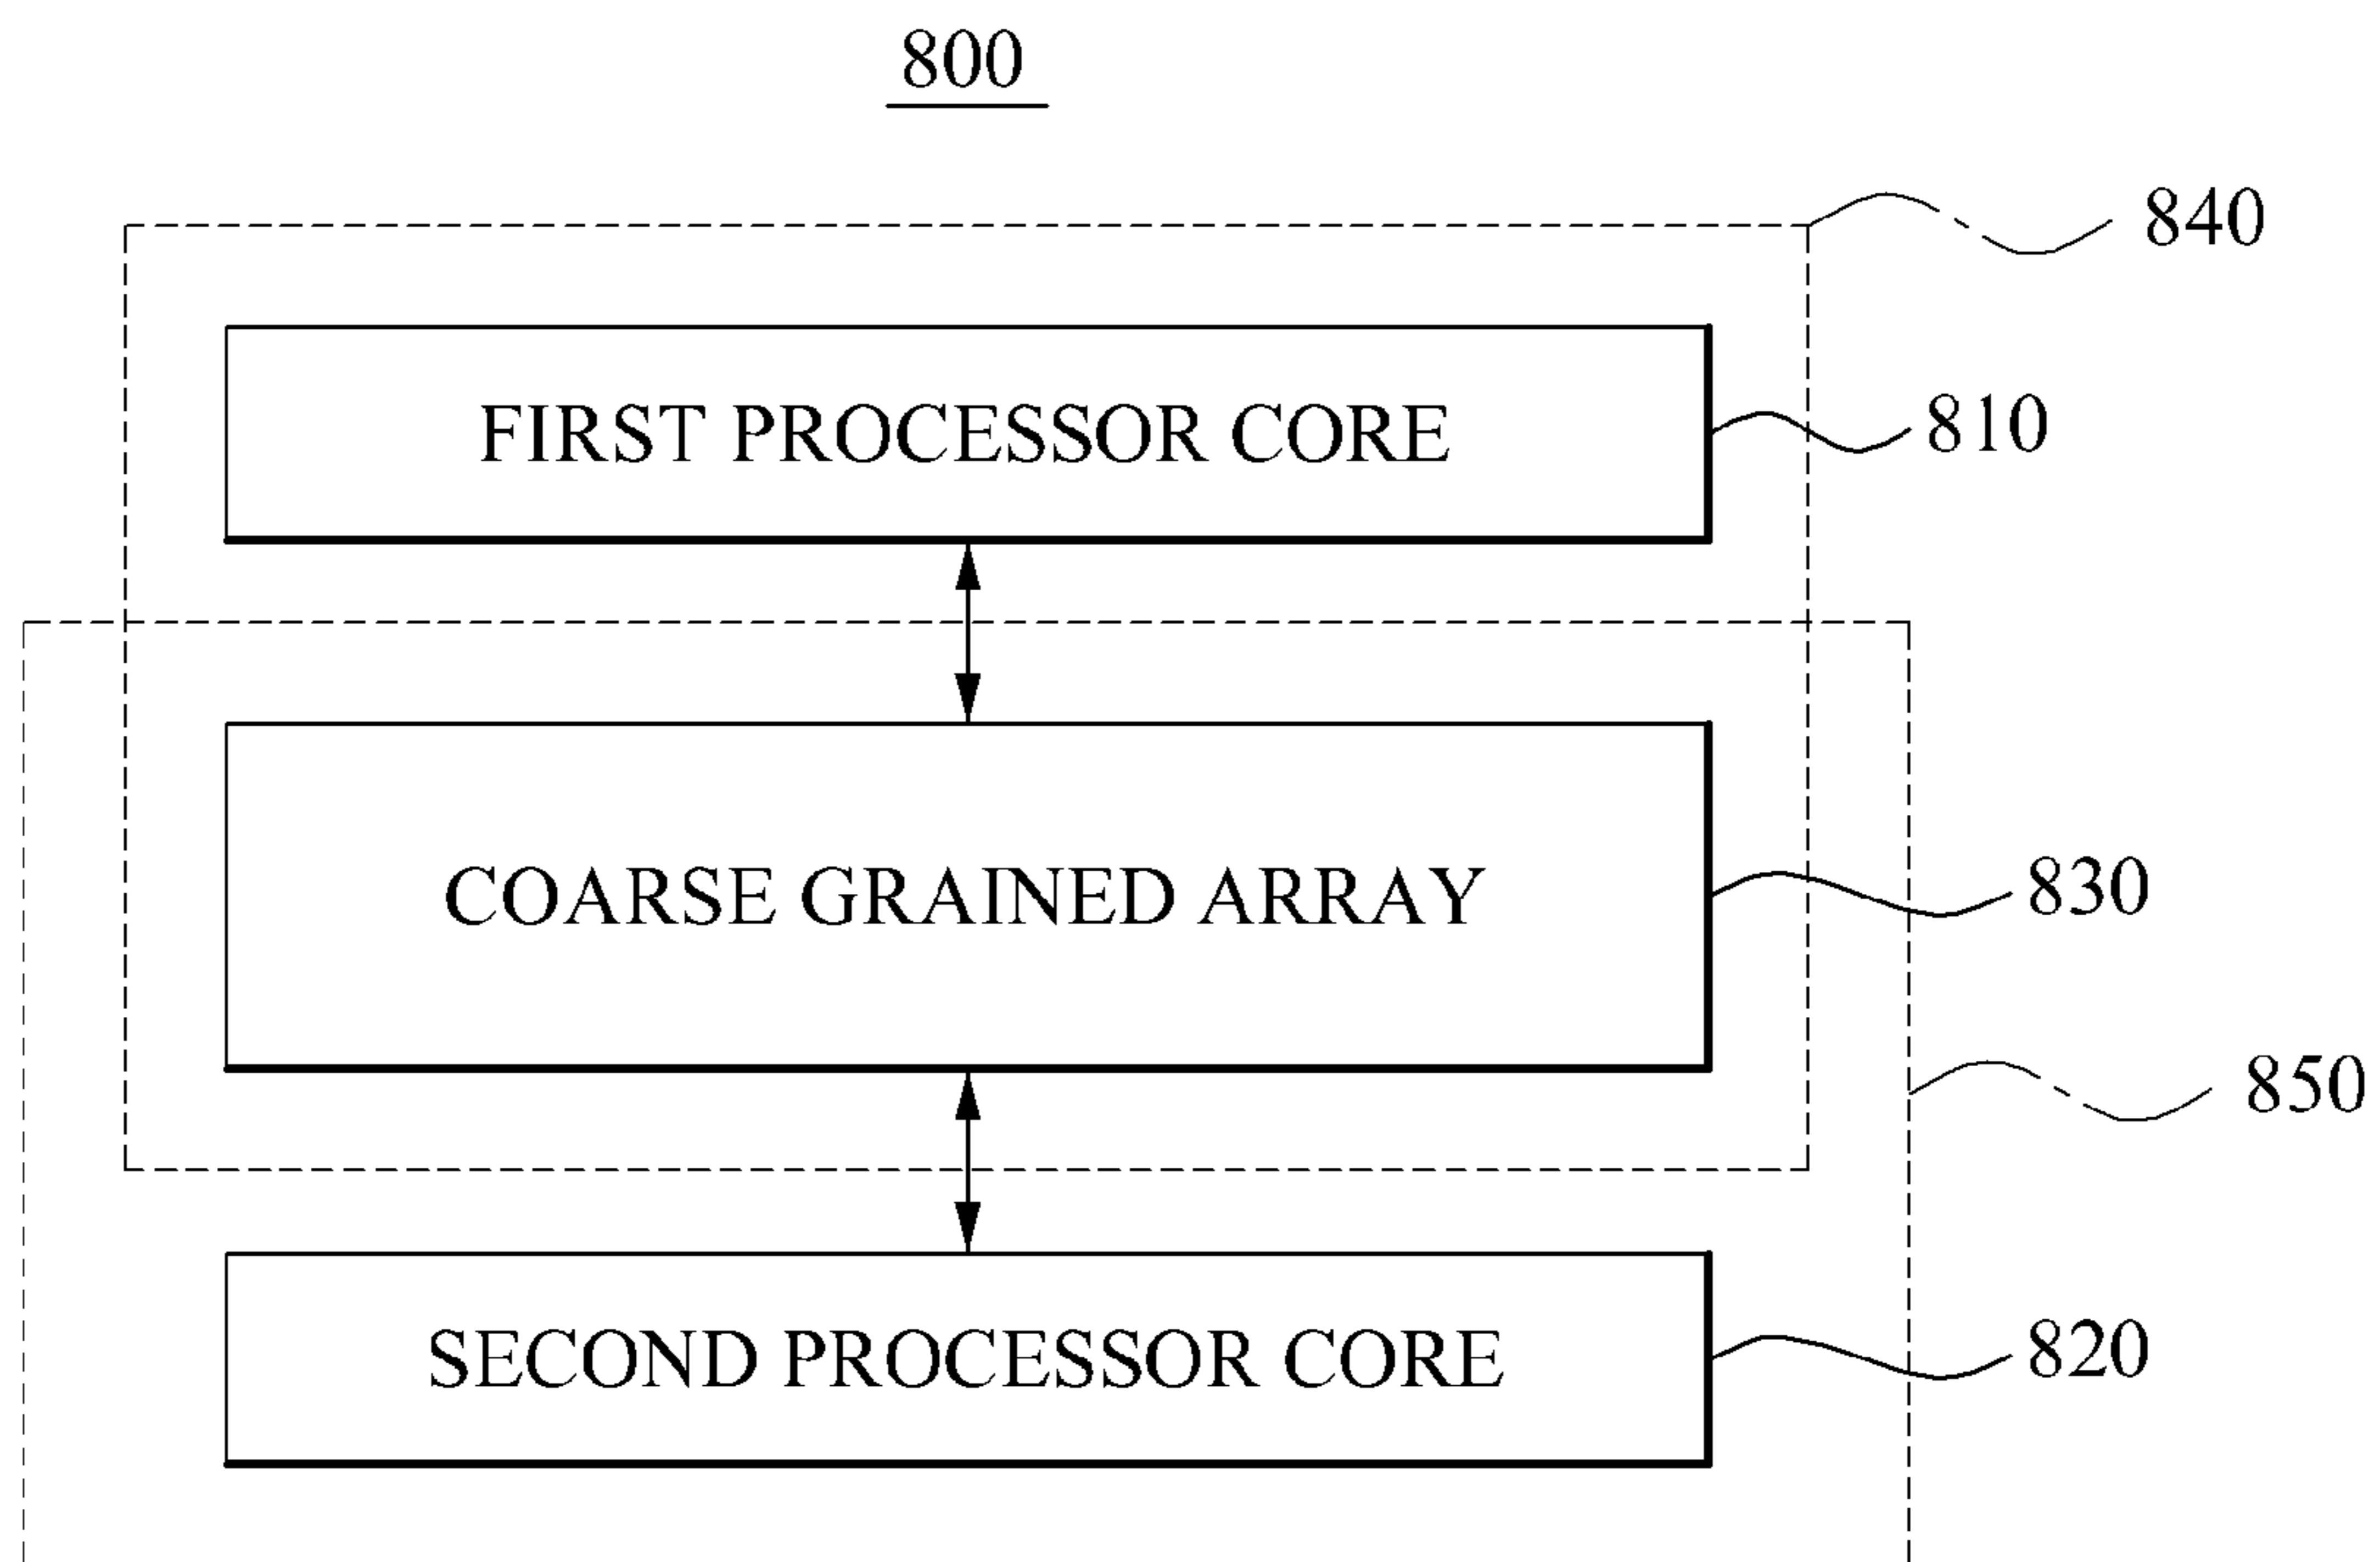 800
840
FIRST PROCESSOR CORE
810
COARSE GRAINED ARRAY
830
850
SECOND PROCESSOR CORE
820